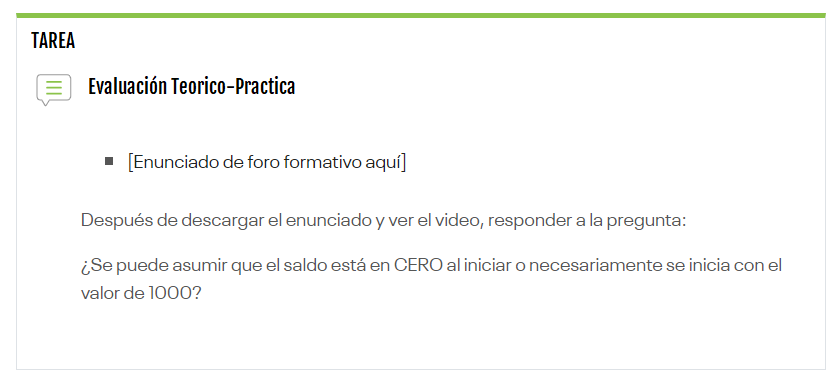 TAREA
Evaluación Teorico-Practica
[Enunciado de foro formativo aquí]
Después de descargar el enunciado y ver el video, responder a la pregunta:
¿Se puede asumir que el saldo está en CERO al iniciar o necesariamente se inicia con el
valor de 1000?